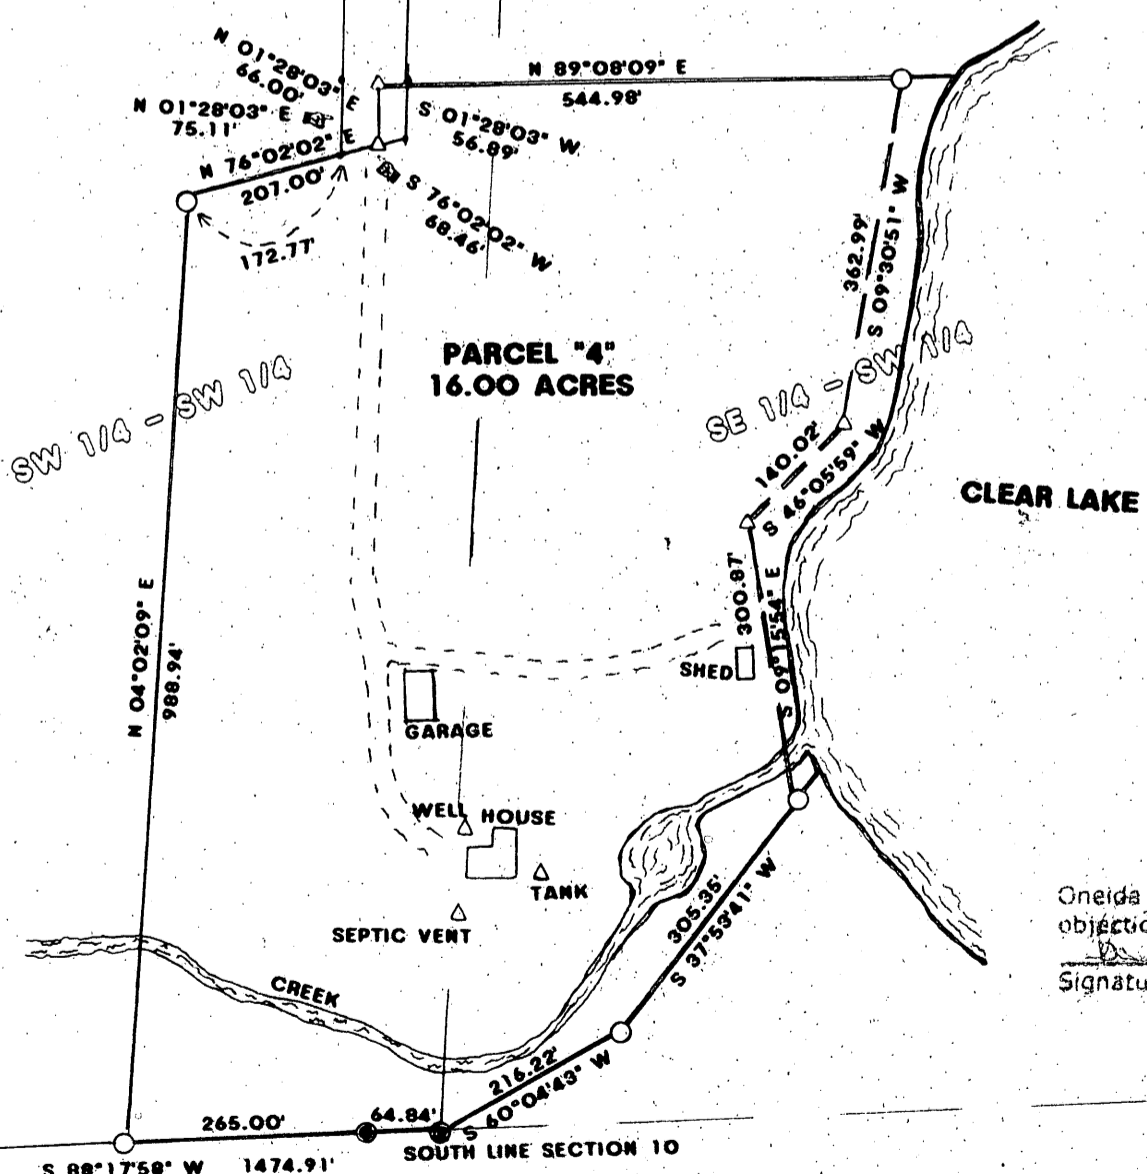 N 01°28'03" E
66.00'
N 89°08'09" E
544.98'
N 01°28'03" E
75.11'
S 01°28'03" W
56.89'
N 76°02'02" E
207.00'
172.77'
S 76°02'02" W
68.46'
362.99'
S 09°30'51" W
PARCEL "4"
16.00 ACRES
SW 1/4 - SW 1/4
SE 1/4 - SW 1/4
140.02'
S 46°05'59" W
CLEAR LAKE
300.87'
S 09°15'54" E
N 04°02'09" E
988.94'
SHED
GARAGE
WELL
HOUSE
TANK
SEPTIC VENT
305.35'
S 37°53'41" W
Oneida
objectio
Signatu
CREEK
216.22'
S 60°04'43" W
265.00'
64.84'
SOUTH LINE SECTION 10
S 88°17'58" W
1474.91'